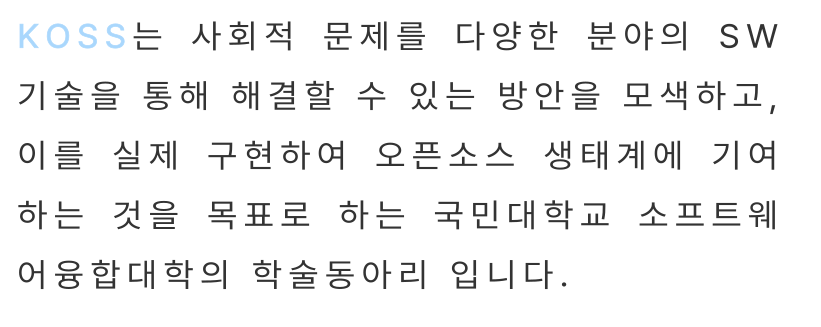 KOSS는 사회적 문제를 다양한 분야의 SW
기술을 통해 해결할 수 있는 방안을 모색하고,
이를 실제 구현하여 오픈소스 생태계에 기여
하는 것을 목표로 하는 국민대학교 소프트웨
어융합대학의 학술동아리 입니다.